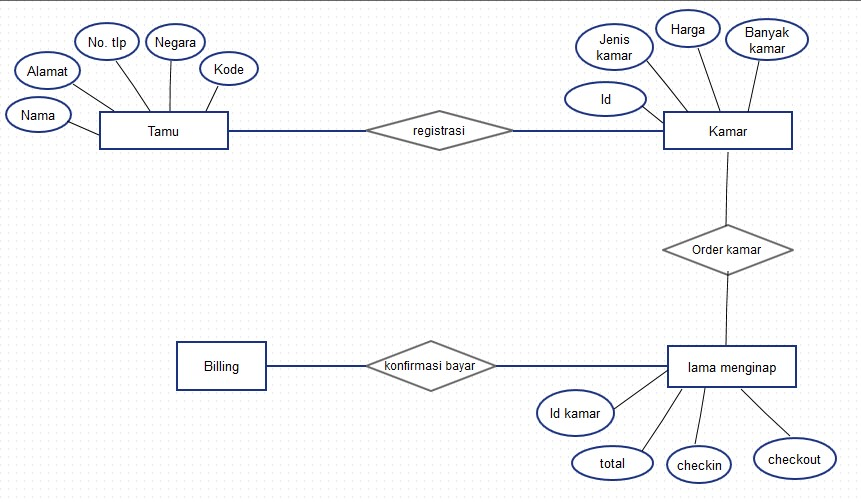 No. tlp
Negara
Alamat
Kode
Nama
Tamu
registrasi
Jenis
kamar
Harga
Banyak
kamar
Id
Kamar
Order kamar
Billing
konfirmasi bayar
lama menginap
Id kamar
total
checkin
checkout